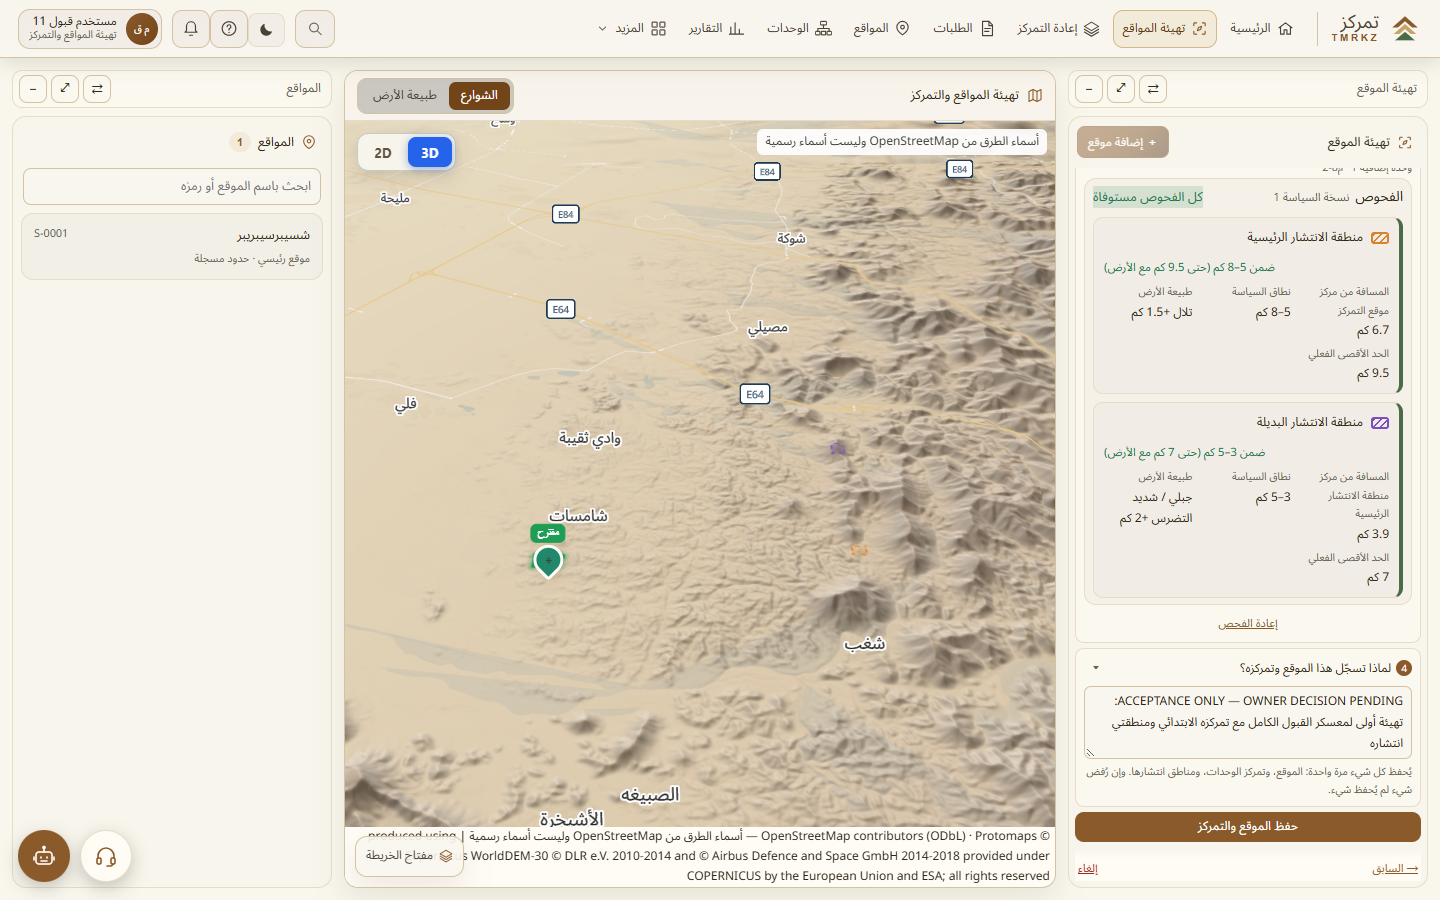 تمركز
TMRKZ
الرئيسية
تهيئة المواقع
إعادة التمركز
الطلبات
المواقع
الوحدات
التقارير
المزيد
م ق
مستخدم قبول 11
تهيئة المواقع والتمركز
تهيئة الموقع
تهيئة الموقع
+ إضافة موقع
الفحوص نسخة السياسة 1
كل الفحوص مستوفاة
منطقة الانتشار الرئيسية
ضمن 5–8 كم (حتى 9.5 كم مع الأرض)
المسافة من مركز موقع التمركز
6.7 كم
نطاق السياسة
5–8 كم
طبيعة الأرض
تلال +1.5 كم
الحد الأقصى الفعلي
9.5 كم
منطقة الانتشار البديلة
ضمن 3–5 كم (حتى 7 كم مع الأرض)
المسافة من مركز منطقة الانتشار الرئيسية
3.9 كم
نطاق السياسة
3–5 كم
طبيعة الأرض
جبلي / شديد التضرس +2 كم
الحد الأقصى الفعلي
7 كم
إعادة الفحص
4 لماذا تسجّل هذا الموقع وتمركزه؟
ACCEPTANCE ONLY — OWNER DECISION PENDING:
تهيئة أولى لمعسكر القبول الكامل مع تمركزه الابتدائي ومنطقتي
انتشاره
يُحفظ كل شيء مرة واحدة: الموقع، وتمركز الوحدات، ومناطق انتشارها. وإن رُفض
شيء لم يُحفظ شيء.
حفظ الموقع والتمركز
→ السابق
إلغاء
تهيئة المواقع والتمركز
الشوارع
طبيعة الأرض
أسماء الطرق من OpenStreetMap وليست أسماء رسمية
2D
3D
E84
E84
مليحة
E84
شوكة
E64
مصيلي
E64
فلي
وادي ثقيبة
شامسات
مقترح
شغب
الصبيغه
الأشيخرة
© OpenStreetMap contributors (ODbL) · Protomaps — أسماء الطرق من OpenStreetMap وليست أسماء رسمية | produced using
WorldDEM-30 © DLR e.V. 2010-2014 and © Airbus Defence and Space GmbH 2014-2018 provided under
COPERNICUS by the European Union and ESA; all rights reserved
مفتاح الخريطة
المواقع
المواقع
1
ابحث باسم الموقع أو رمزه
شسيبرسيبريبر
S-0001
موقع رئيسي · حدود مسجلة